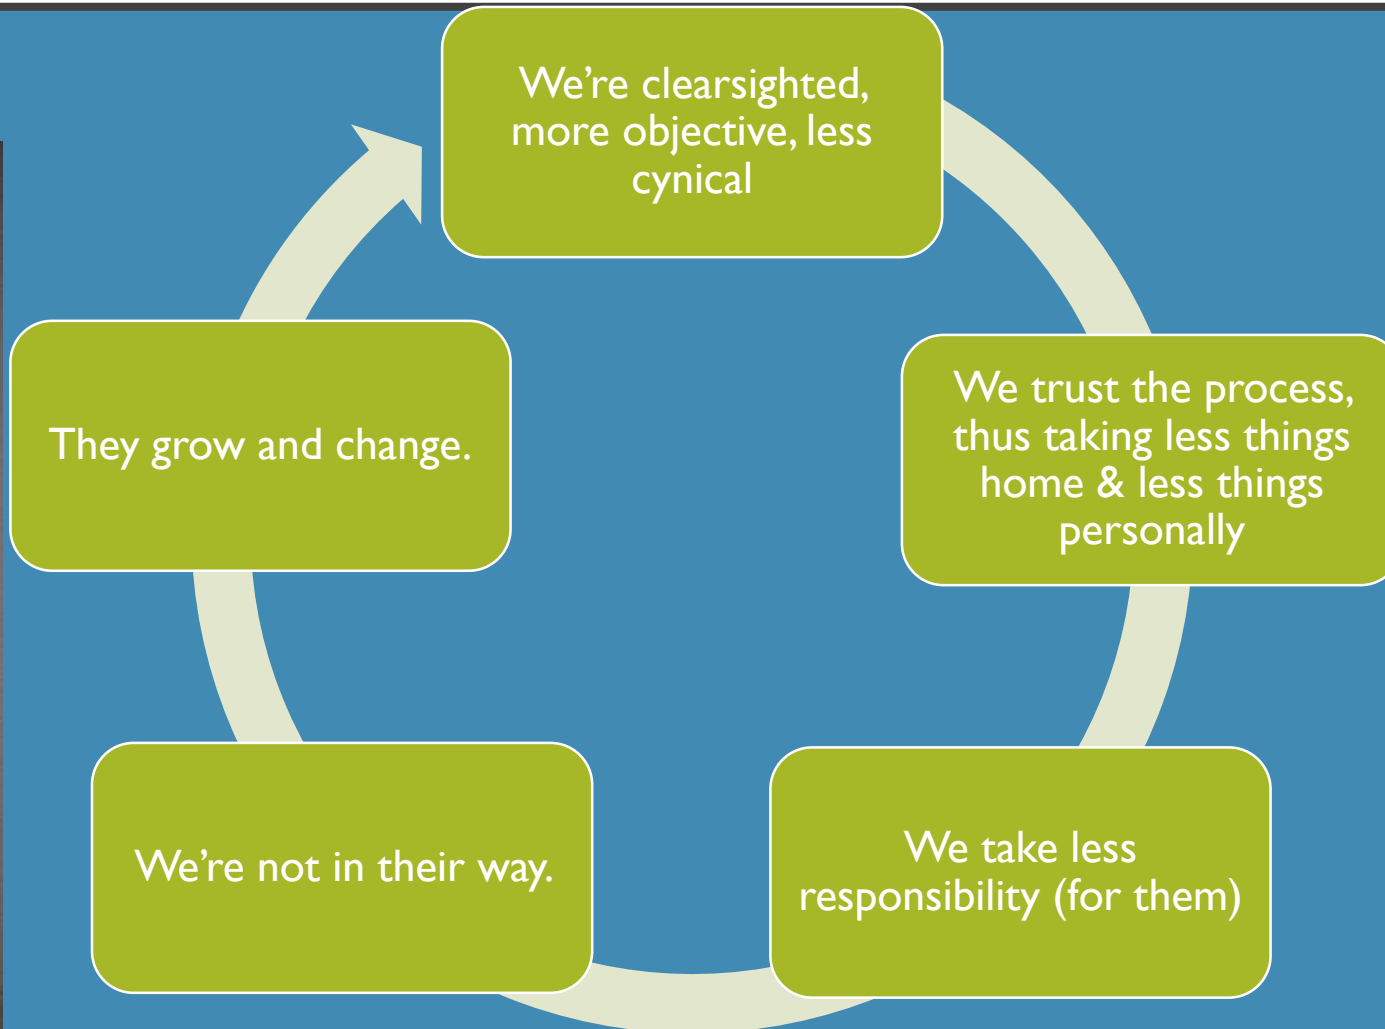 We're clearsighted,
more objective, less
cynical
We trust the process,
thus taking less things
home & less things
personally
We take less
responsibility (for them)
We're not in their way.
They grow and change.